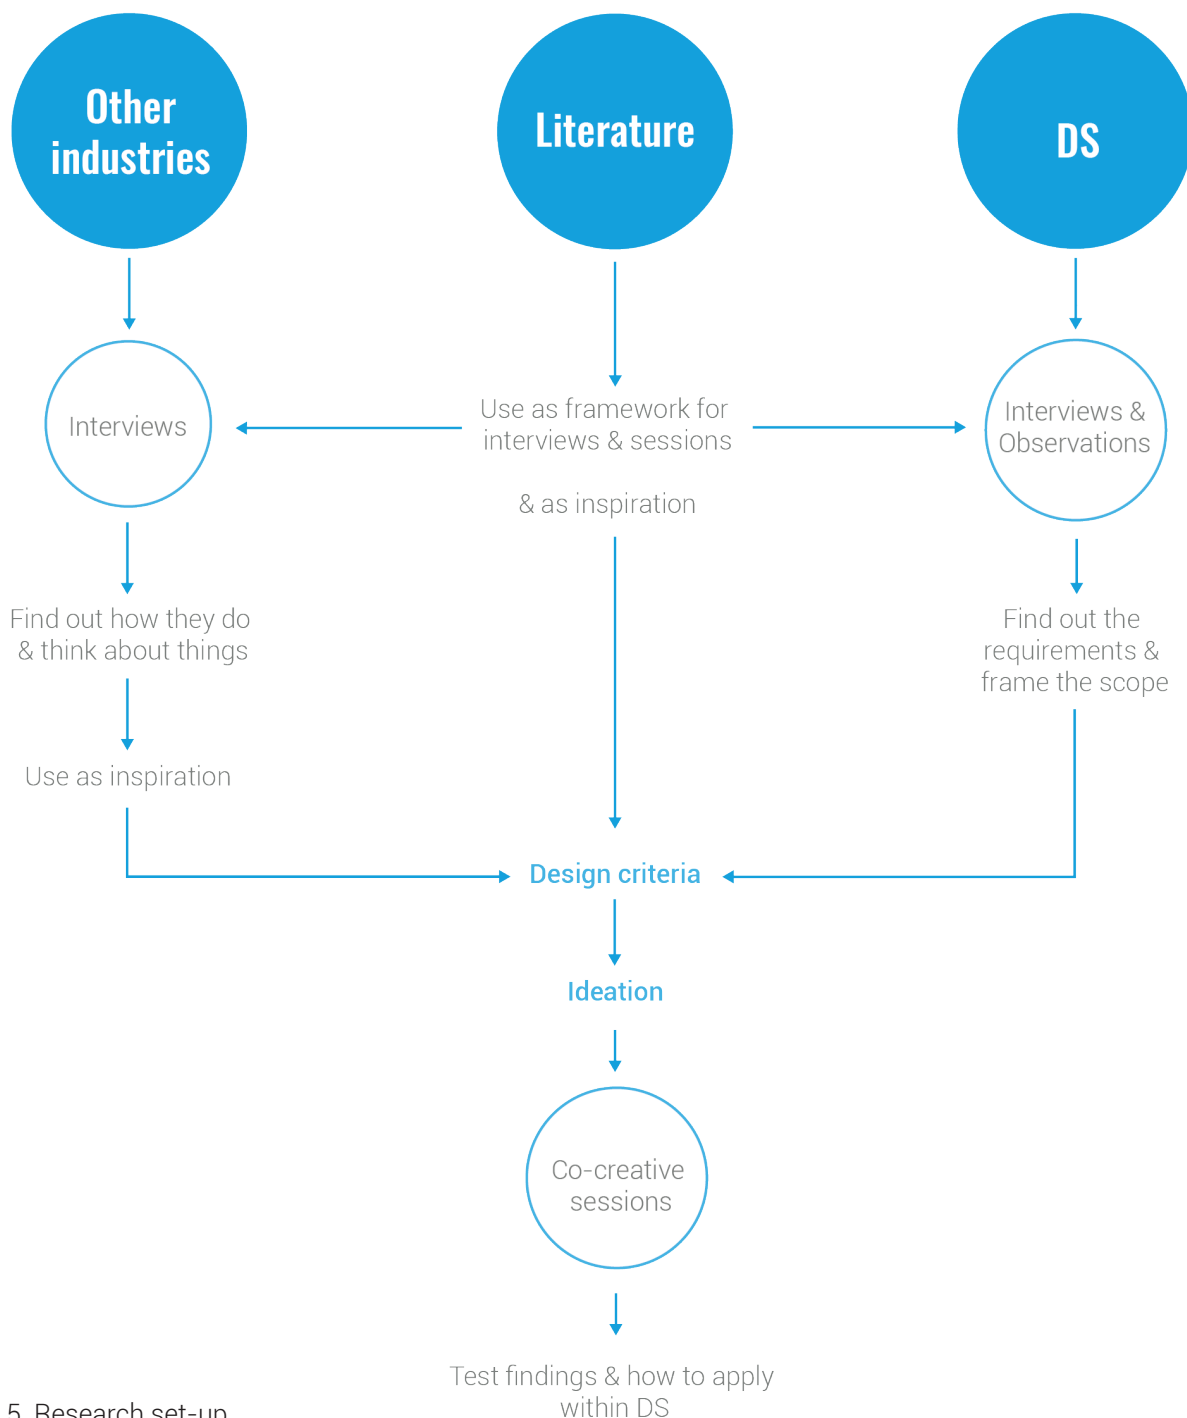 Other
industries
Literature
DS
Interviews
Use as framework for
interviews & sessions
& as inspiration
Interviews &
Observations
Find out how they do
& think about things
Find out the
requirements &
frame the scope
Use as inspiration
Design criteria
Ideation
Co-creative
sessions
Test findings & how to apply
within DS
5. Research set-up